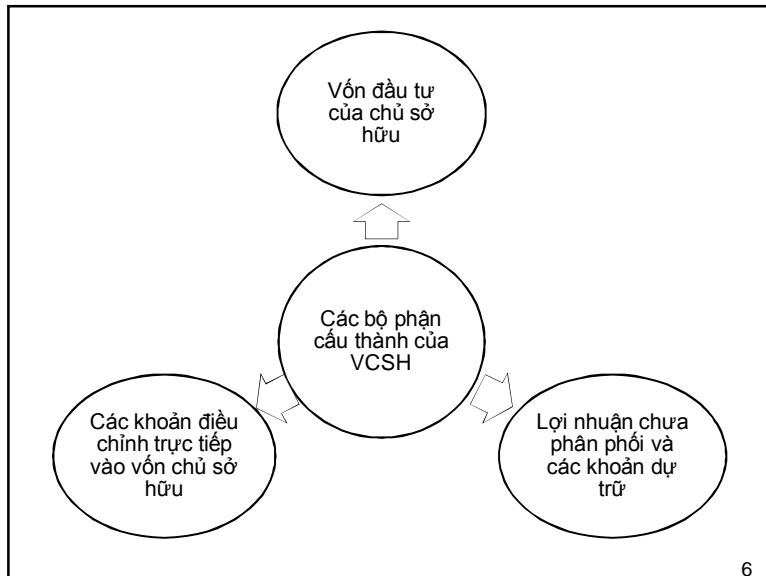 Vốn đầu tư
của chủ sở
hữu
Các bộ phận
cấu thành của
VCSH
Các khoản điều
chỉnh trực tiếp
vào vốn chủ sở
hữu
Lợi nhuận chưa
phân phối và
các khoản dự
trữ
6